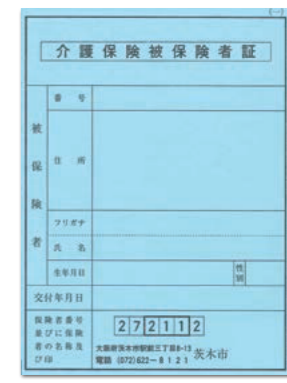 (一)
介護保険被保険者証
被保険者
番号
住所
フリガナ
氏名
生年月日
性別
交付年月日
保険者番号
並びに保険
者の名称及
び印
272112
大阪府茨木市駅前三丁目8-13
茨木市
電話 (072)622-8121